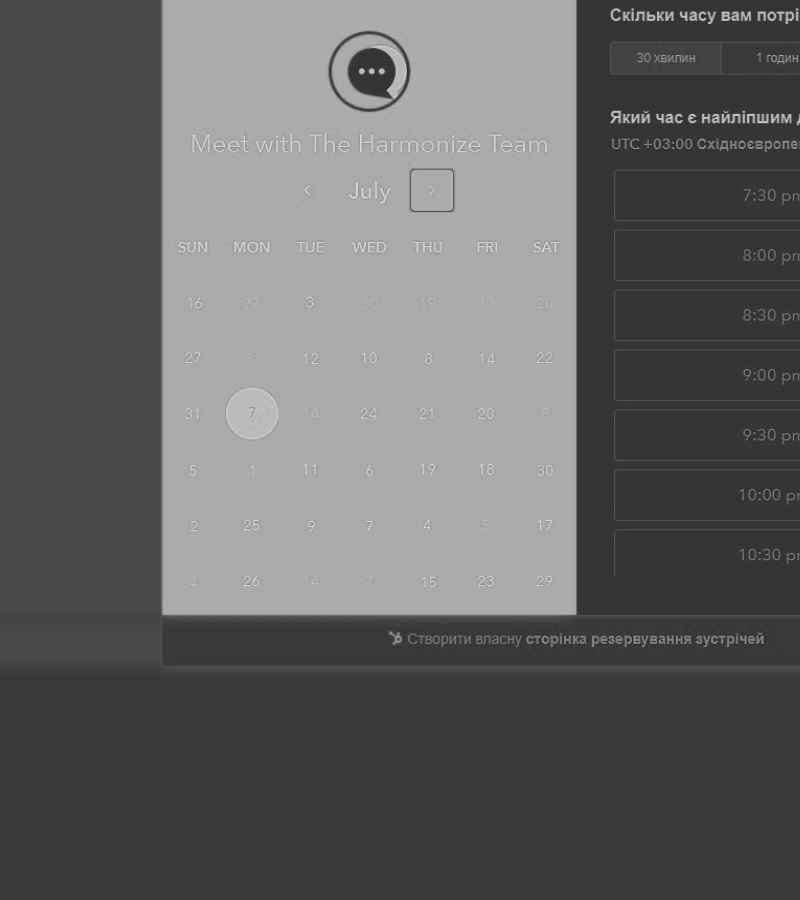 Meet with The Harmonize Team
July
SUN MON TUE WED THU FRI SAT
16 27 3 30 19 13 20
27 31 12 10 8 14 22
31 7 14 24 21 20 8
5 1 11 6 19 18 30
2 25 9 7 4 5 17
4 26 14 7 15 23 29
Скільки часу вам потрі
30 хвилин 1 годин
Який час є найліпшим
UTC +03:00 Східноєвропе
7:30 pm
8:00 pm
8:30 pm
9:00 pm
9:30 pm
10:00 pm
10:30 pm
Створити власну сторінка резервування зустрічей